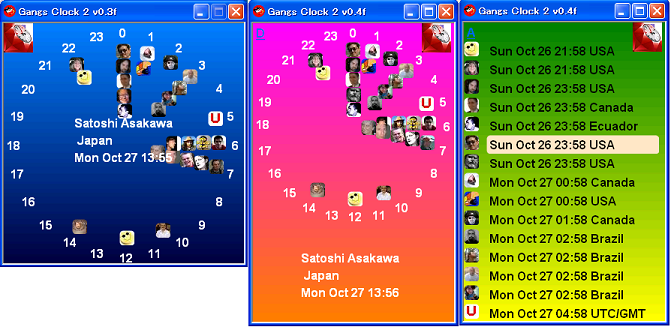 Gangs Clock 2 v0.3f
23
0
1
22
2
21
3
20
4
19
5
18
6
17
7
16
8
15
9
14
10
13
12
11
U
Satoshi Asakawa
Japan
Mon Oct 27 13:55
Gangs Clock 2 v0.4f
23
0
1
22
2
21
3
20
4
19
5
18
6
17
7
16
8
15
9
14
10
13
12
11
U
Satoshi Asakawa
Japan
Mon Oct 27 13:56
Gangs Clock 2 v0.4f
Sun Oct 26 21:58 USA
Sun Oct 26 21:58 USA
Sun Oct 26 23:58 USA
Sun Oct 26 23:58 Canada
Sun Oct 26 23:58 Ecuador
Sun Oct 26 23:58 USA
Sun Oct 26 23:58 USA
Mon Oct 27 00:58 Canada
Mon Oct 27 00:58 USA
Mon Oct 27 01:58 Canada
Mon Oct 27 02:58 Brazil
Mon Oct 27 02:58 Brazil
Mon Oct 27 02:58 Brazil
Mon Oct 27 02:58 Brazil
U Mon Oct 27 04:58 UTC/GMT